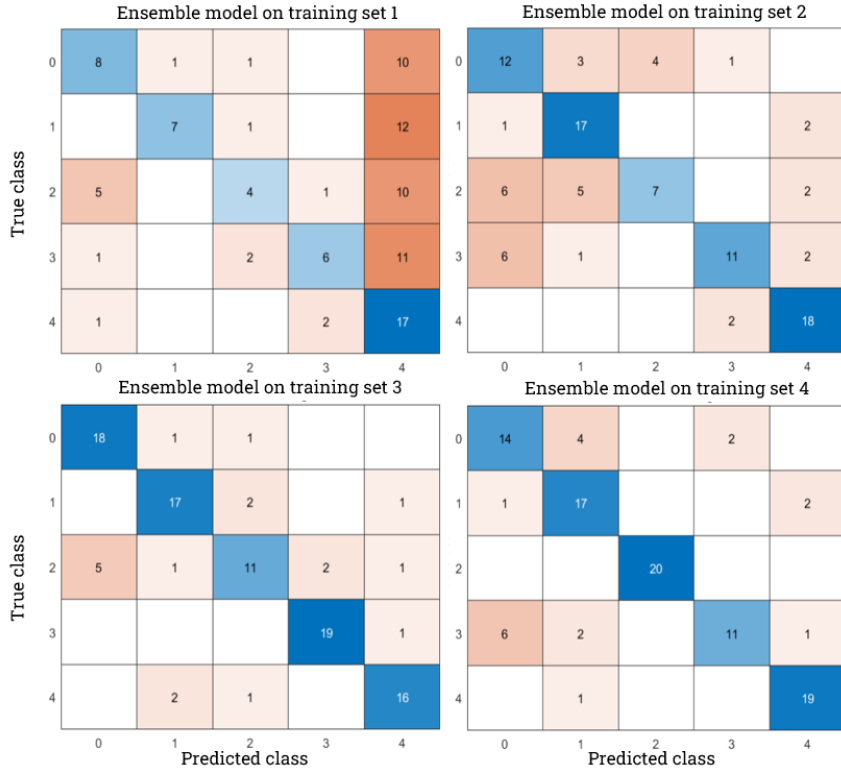 Ensemble model on training set 1
Ensemble model on training set 2
True class
0 8 1 1 10
1 7 1 12
2 5 4 1 10
3 1 2 6 11
4 1 2 17
0 1 2 3 4
0 12 3 4 1
1 1 17 2
2 6 5 7 2
3 6 1 11 2
4 2 18
0 1 2 3 4
Ensemble model on training set 3
Ensemble model on training set 4
True class
0 18 1 1
1 17 2 1
2 5 1 11 2 1
3 19 1
4 2 1 16
0 1 2 3 4
Predicted class
0 14 4 2
1 1 17 2
2 20
3 6 2 11 1
4 1 19
0 1 2 3 4
Predicted class